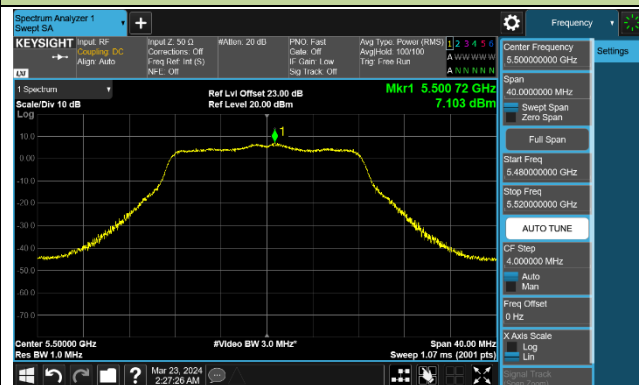 Spectrum Analyzer 1
Swept SA
Frequency
KEYSIGHT
Input: RF
Coupling: DC
Align: Auto
Input Z: 50 Ω
Corrections: Off
Freq Ref: Int (S)
NFE: Off
#Atten: 20 dB
PNO: Fast
Gate: Off
IF Gain: Low
Sig Track: Off
Avg Type: Power (RMS)
Avg|Hold: 100/100
Trig: Free Run
1 2 3 4 5 6
A W W W W W
A N N N N N
LXI
1 Spectrum
Scale/Div 10 dB
Log
Ref Lvl Offset 23.00 dB
Ref Level 20.00 dBm
Mkr1 5.500 72 GHz
7.103 dBm
1
10.0
0.00
-10.0
-20.0
-30.0
-40.0
-50.0
-60.0
-70.0
Center 5.50000 GHz
Res BW 1.0 MHz
#Video BW 3.0 MHz*
Span 40.00 MHz
Sweep 1.07 ms (2001 pts)
Mar 23, 2024
2:27:26 AM
Center Frequency
5.500000000 GHz
Settings
Span
40.0000000 MHz
Swept Span
Zero Span
Full Span
Start Freq
5.480000000 GHz
Stop Freq
5.520000000 GHz
AUTO TUNE
CF Step
4.000000 MHz
Auto
Man
Freq Offset
0 Hz
X Axis Scale
Log
Lin
Signal Track
(Span Zoom)